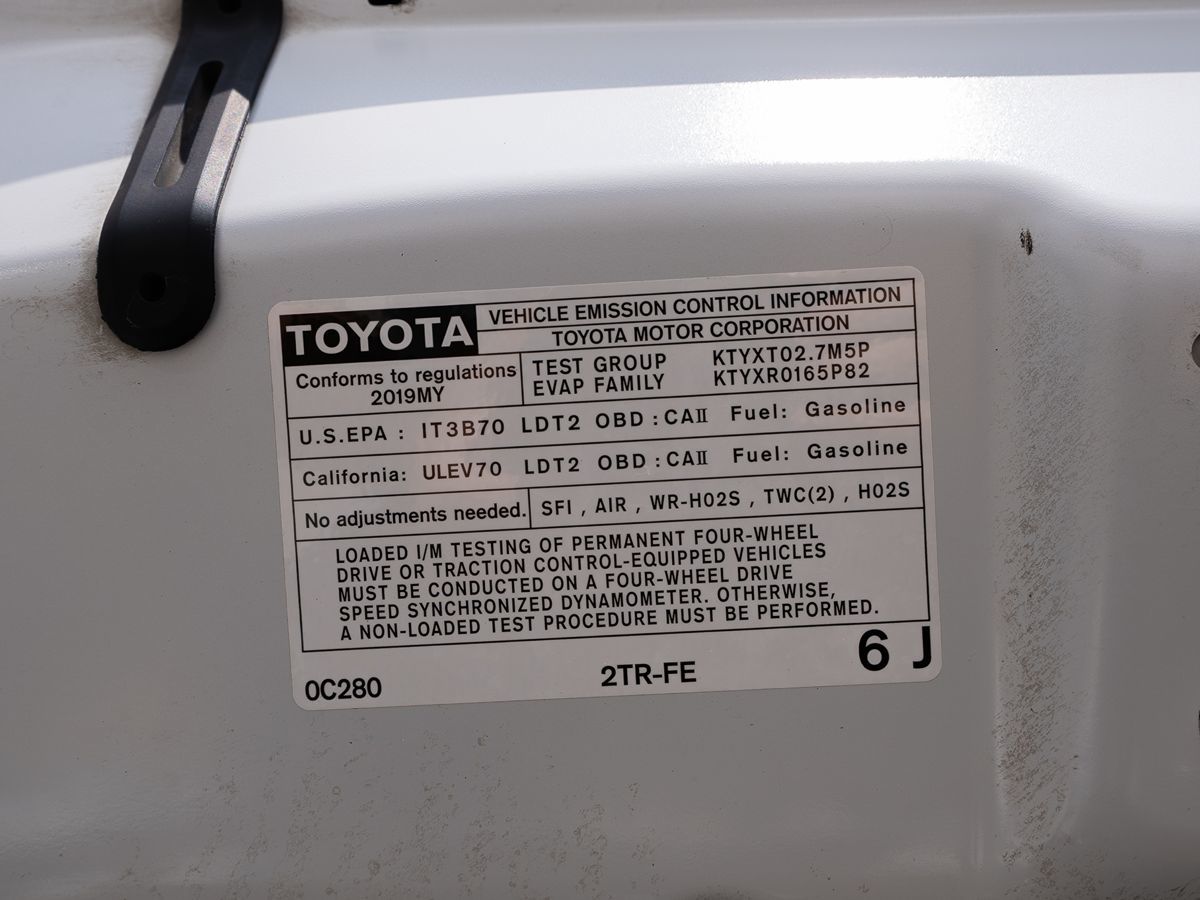 TOYOTA
VEHICLE EMISSION CONTROL INFORMATION
TOYOTA MOTOR CORPORATION
Conforms to regulations
2019MY
TEST GROUP KTYXT02.7M5P
EVAP FAMILY KTYXR0165P82
U.S.EPA : IT3B70 LDT2 OBD : CAII Fuel: Gasoline
California: ULEV70 LDT2 OBD : CAII Fuel: Gasoline
No adjustments needed.
SFI , AIR , WR-HO2S , TWC(2) , HO2S
LOADED I/M TESTING OF PERMANENT FOUR-WHEEL
DRIVE OR TRACTION CONTROL-EQUIPPED VEHICLES
MUST BE CONDUCTED ON A FOUR-WHEEL DRIVE
SPEED SYNCHRONIZED DYNAMOMETER. OTHERWISE,
A NON-LOADED TEST PROCEDURE MUST BE PERFORMED.
0C280 2TR-FE 6 J